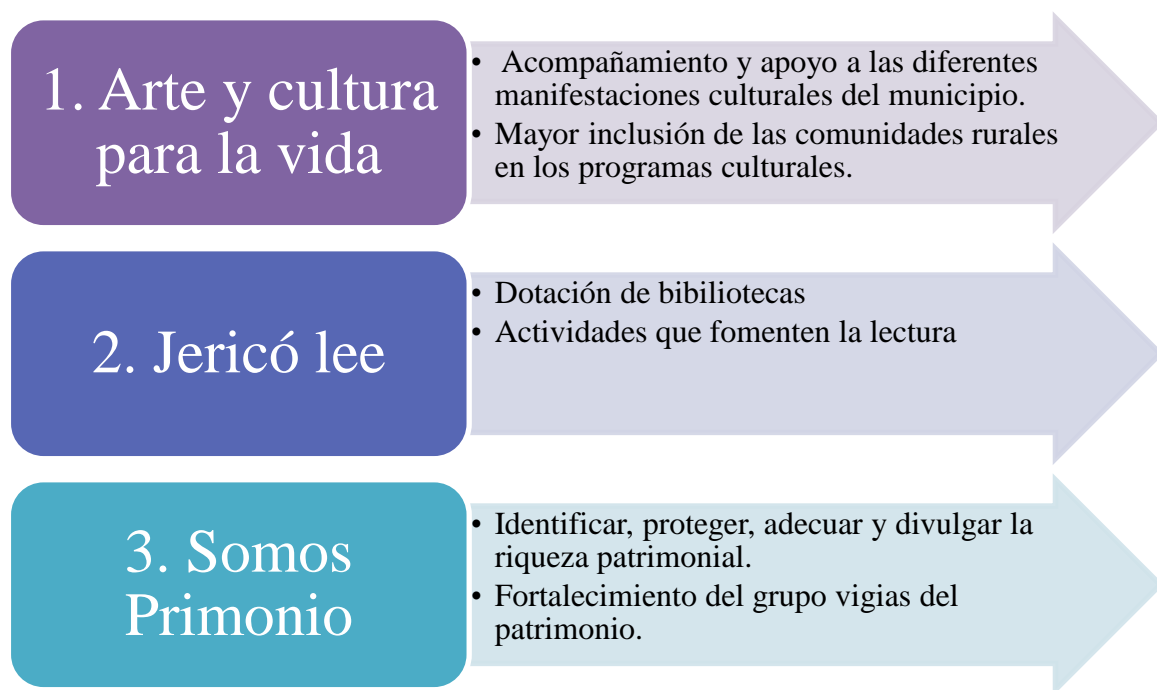 1. Arte y cultura
para la vida
• Acompañamiento y apoyo a las diferentes
manifestaciones culturales del municipio.
• Mayor inclusión de las comunidades rurales
en los programas culturales.
2. Jericó lee
• Dotación de bibiliotecas
• Actividades que fomenten la lectura
3. Somos
Primonio
• Identificar, proteger, adecuar y divulgar la
riqueza patrimonial.
• Fortalecimiento del grupo vigias del
patrimonio.